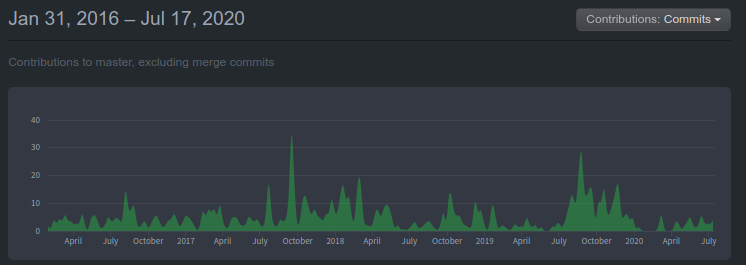 Jan 31, 2016 – Jul 17, 2020
Contributions: Commits
Contributions to master, excluding merge commits
40
30
20
10
0
April July October 2017 April July October 2018 April July October 2019 April July October 2020 April July